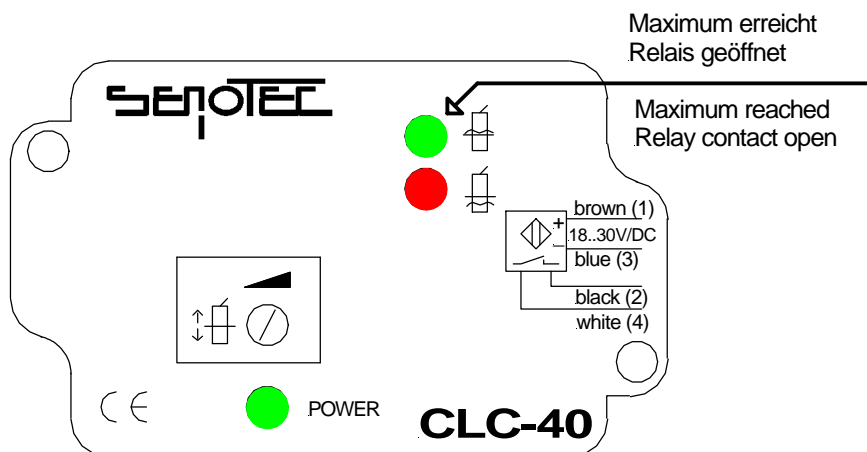 Maximum erreicht
Relais geöffnet
SENOTEC
Maximum reached
Relay contact open
brown (1)
+
18..30V/DC
–
blue (3)
black (2)
white (4)
CE
POWER
CLC-40